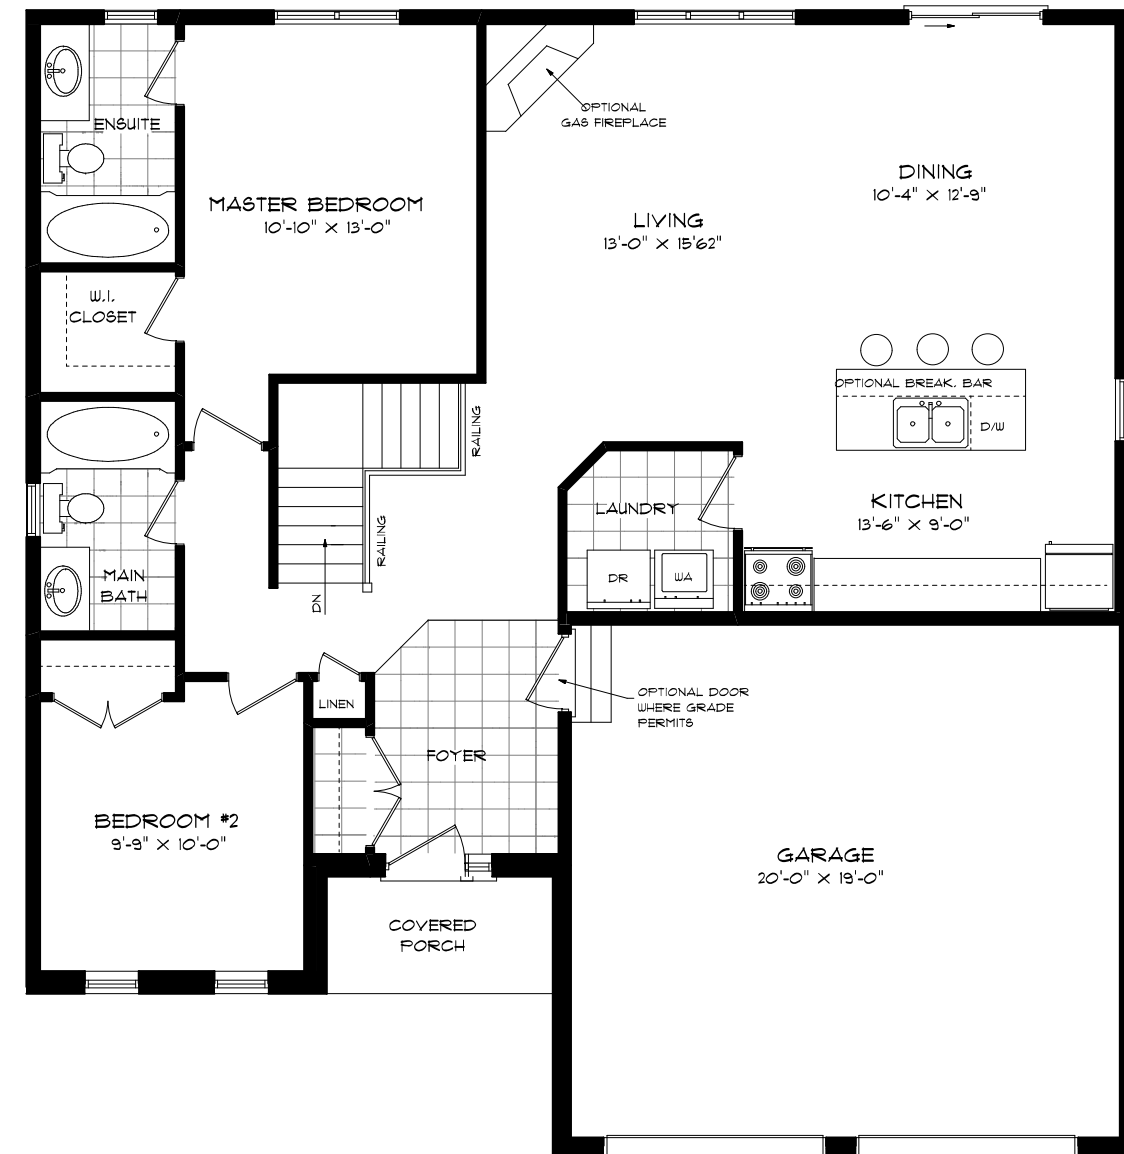 OPTIONAL
GAS FIREPLACE
ENSUITE
MASTER BEDROOM
10'-10" X 13'-0"
LIVING
13'-0" X 15'62"
DINING
10'-4" X 12'-9"
W.I.
CLOSET
OPTIONAL BREAK. BAR
D/W
RAILING
KITCHEN
13'-6" X 9'-0"
LAUNDRY
RAILING
DR
WA
MAIN
BATH
DN
LINEN
OPTIONAL DOOR
WHERE GRADE
PERMITS
FOYER
BEDROOM #2
9'-9" X 10'-0"
GARAGE
20'-0" X 19'-0"
COVERED
PORCH